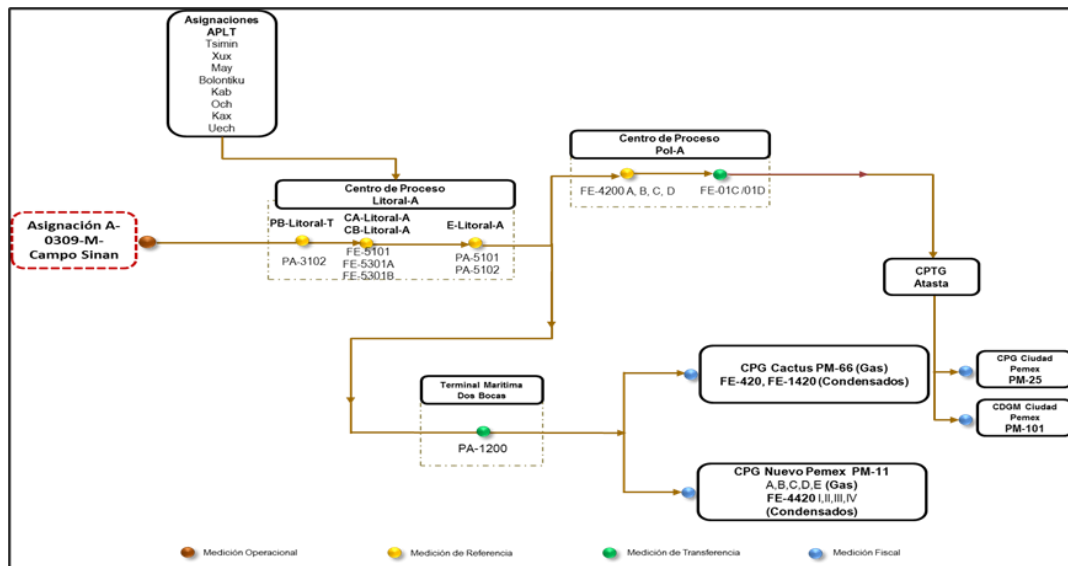 Asignaciones
APLT
Tsimin
Xux
May
Bolontiku
Kab
Och
Kax
Uech
Centro de Proceso
Pol-A
FE-4200 A, B, C, D
FE-01C /01D
Centro de Proceso
Litoral-A
PB-Litoral-T
CA-Litoral-A
CB-Litoral-A
E-Litoral-A
Asignación A-
0309-M-
Campo Sinan
PA-3102
FE-5101
FE-5301A
FE-5301B
PA-5101
PA-5102
CPTG
Atasta
CPG Ciudad
Pemex
PM-25
CDGM Ciudad
Pemex
PM-101
CPG Cactus PM-66 (Gas)
FE-420, FE-1420 (Condensados)
Terminal Maritima
Dos Bocas
PA-1200
CPG Nuevo Pemex PM-11
A,B,C,D,E (Gas)
FE-4420 I,II,III,IV
(Condensados)
Medición Operacional
Medición de Referencia
Medición de Transferencia
Medición Fiscal